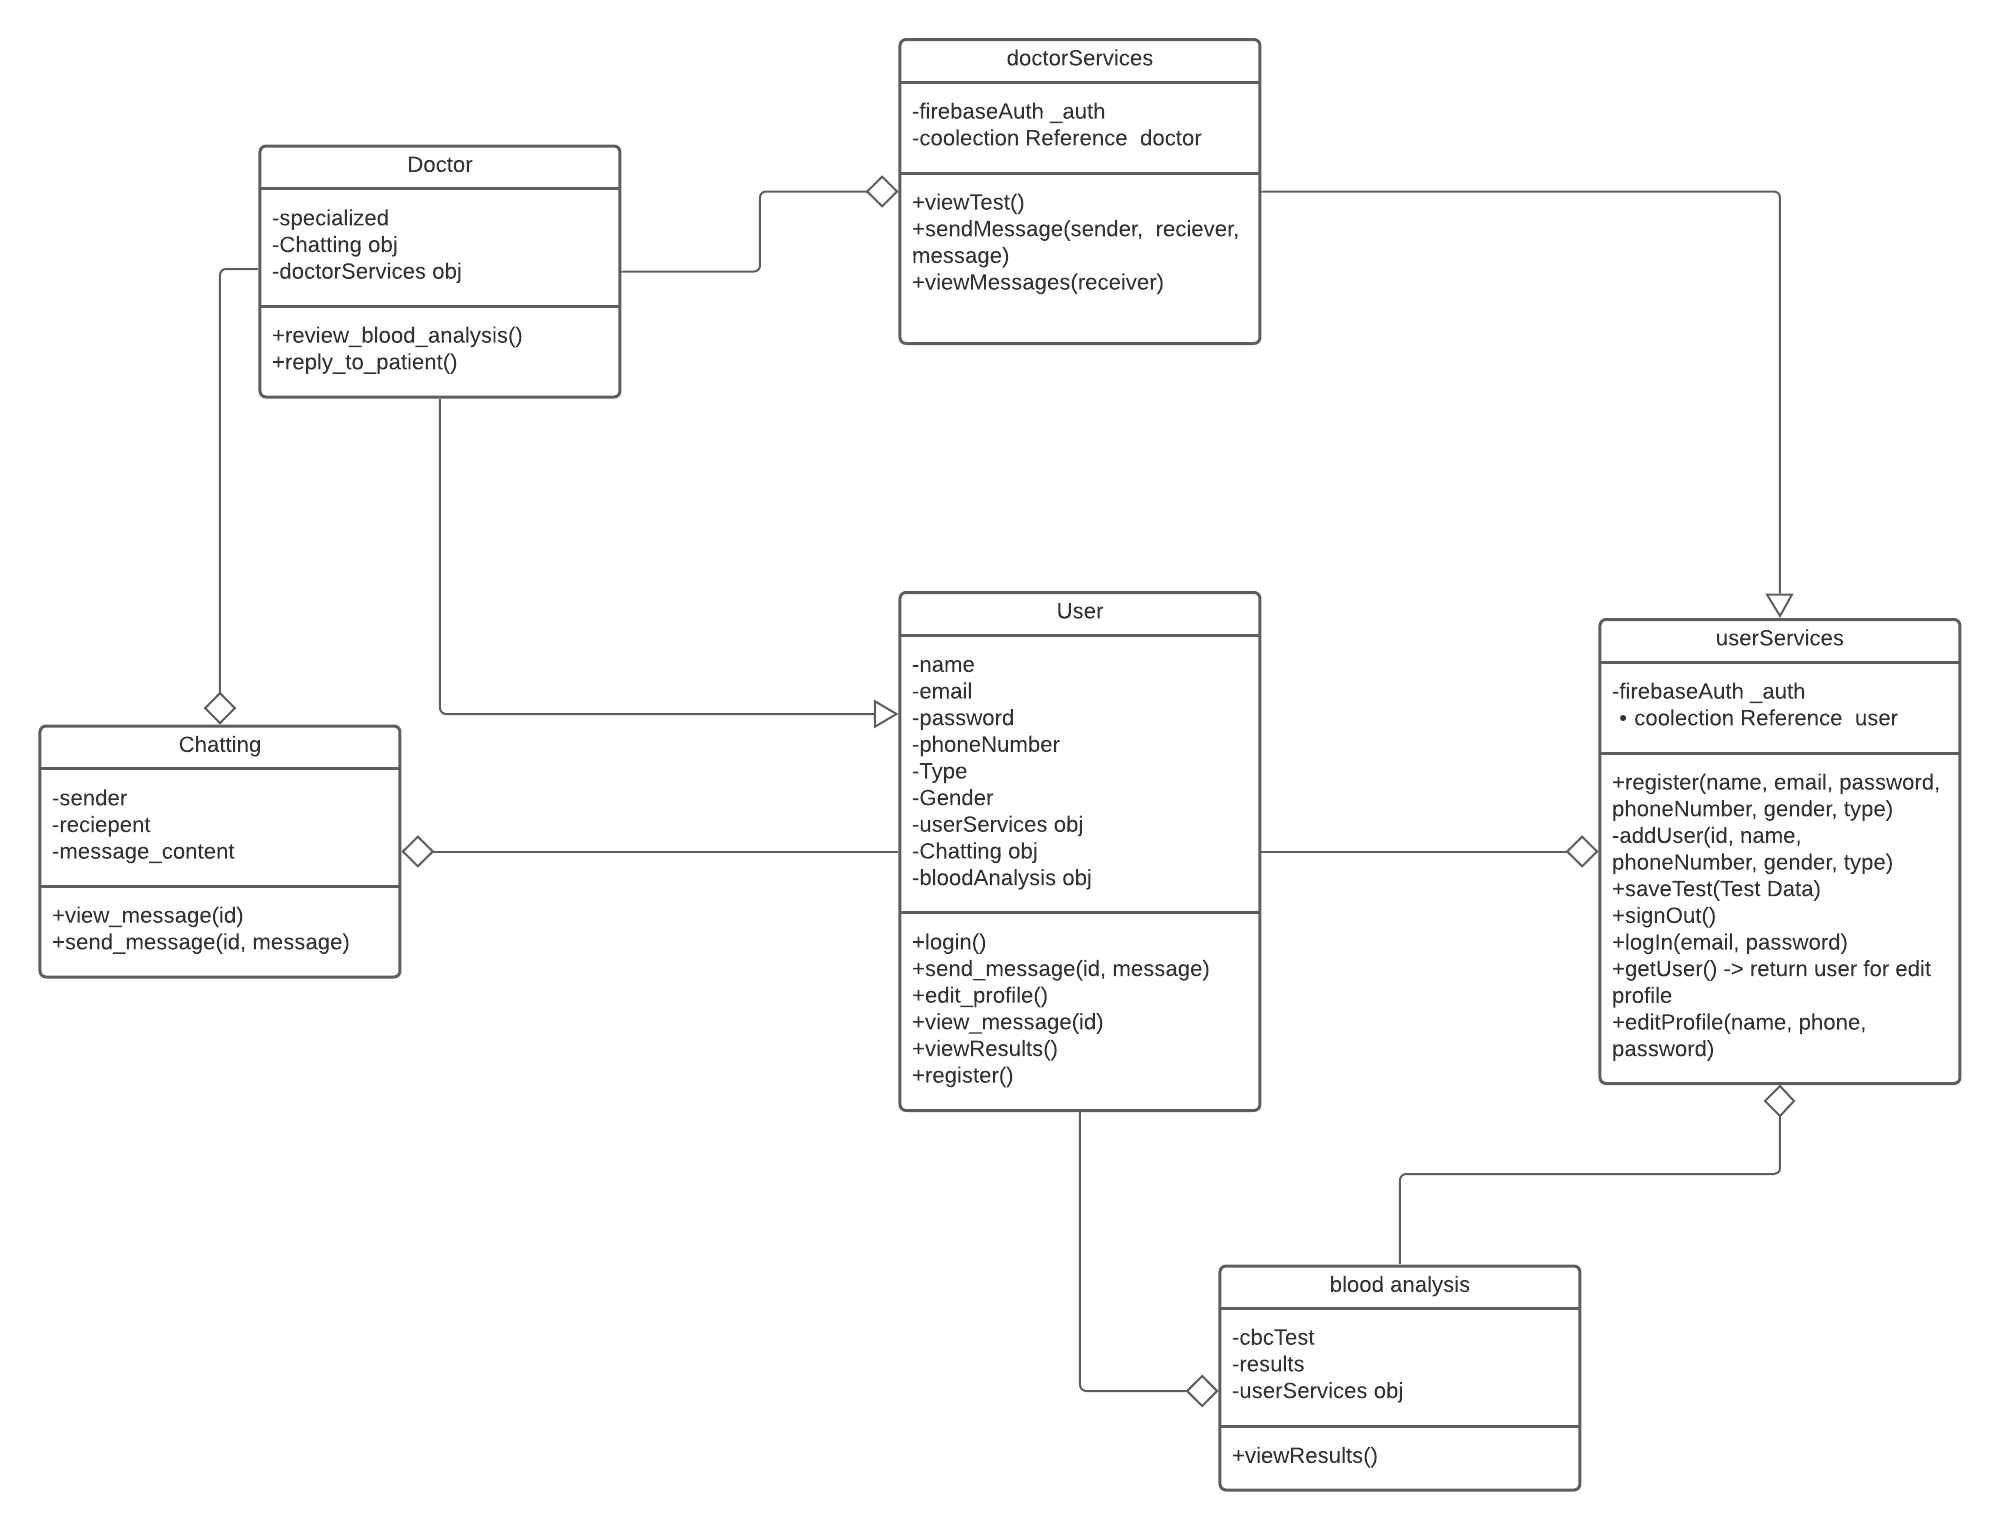 doctorServices
-firebaseAuth _auth
-coolection Reference  doctor
+viewTest()
+sendMessage(sender,  reciever,
message)
+viewMessages(receiver)
Doctor
-specialized
-Chatting obj
-doctorServices obj
+review_blood_analysis()
+reply_to_patient()
User
-name
-email
-password
-phoneNumber
-Type
-Gender
-userServices obj
-Chatting obj
-bloodAnalysis obj
+login()
+send_message(id, message)
+edit_profile()
+view_message(id)
+viewResults()
+register()
userServices
-firebaseAuth _auth
• coolection Reference  user
+register(name, email, password,
phoneNumber, gender, type)
-addUser(id, name,
phoneNumber, gender, type)
+saveTest(Test Data)
+signOut()
+logIn(email, password)
+getUser() -> return user for edit
profile
+editProfile(name, phone,
password)
Chatting
-sender
-reciepent
-message_content
+view_message(id)
+send_message(id, message)
blood analysis
-cbcTest
-results
-userServices obj
+viewResults()